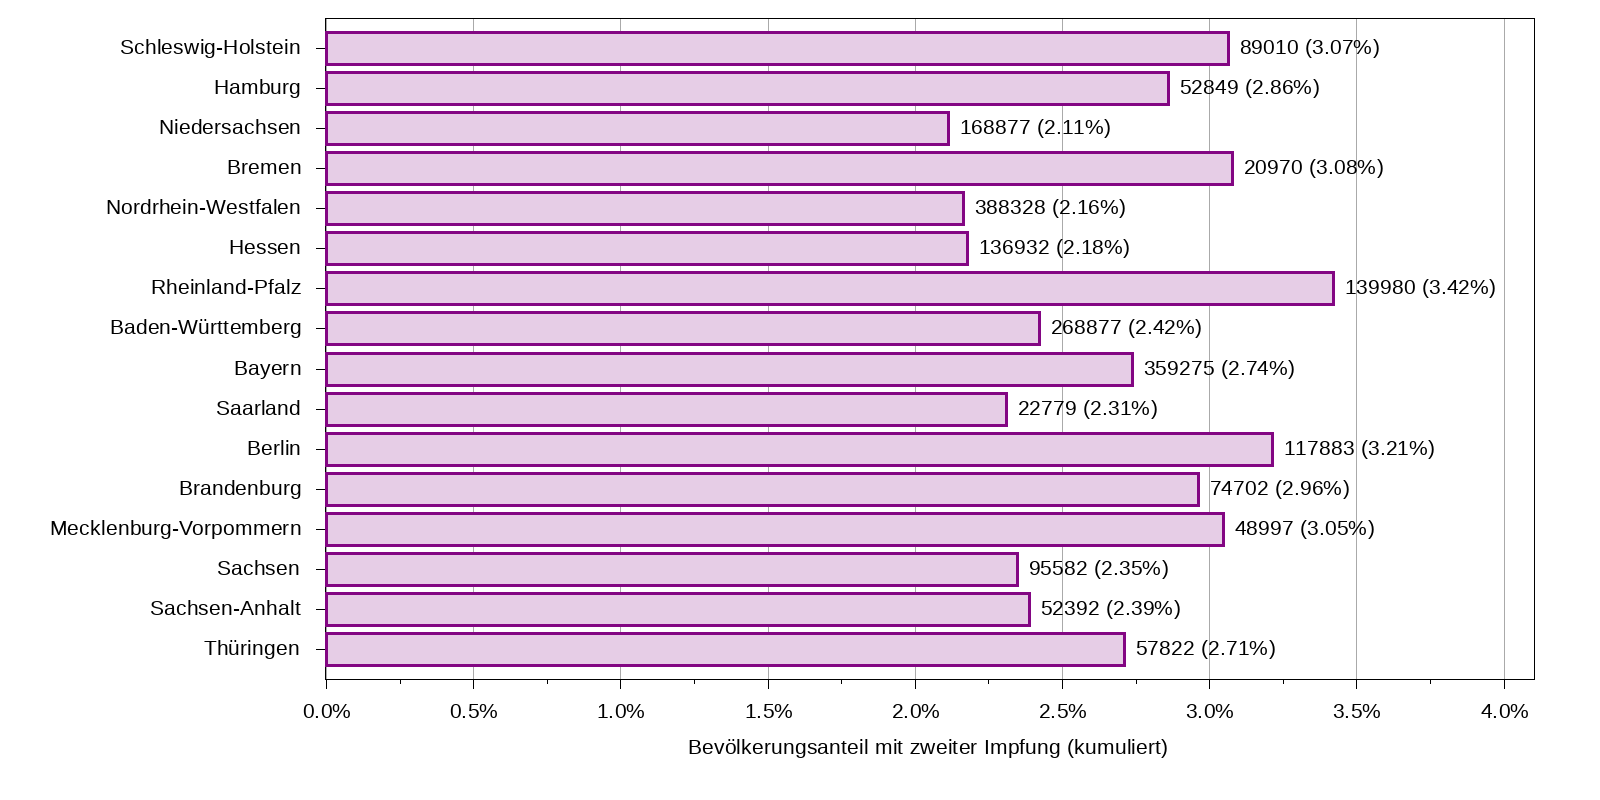 Schleswig-Holstein 89010 (3.07%)
Hamburg 52849 (2.86%)
Niedersachsen 168877 (2.11%)
Bremen 20970 (3.08%)
Nordrhein-Westfalen 388328 (2.16%)
Hessen 136932 (2.18%)
Rheinland-Pfalz 139980 (3.42%)
Baden-Württemberg 268877 (2.42%)
Bayern 359275 (2.74%)
Saarland 22779 (2.31%)
Berlin 117883 (3.21%)
Brandenburg 74702 (2.96%)
Mecklenburg-Vorpommern 48997 (3.05%)
Sachsen 95582 (2.35%)
Sachsen-Anhalt 52392 (2.39%)
Thüringen 57822 (2.71%)
0.0% 0.5% 1.0% 1.5% 2.0% 2.5% 3.0% 3.5% 4.0%
Bevölkerungsanteil mit zweiter Impfung (kumuliert)